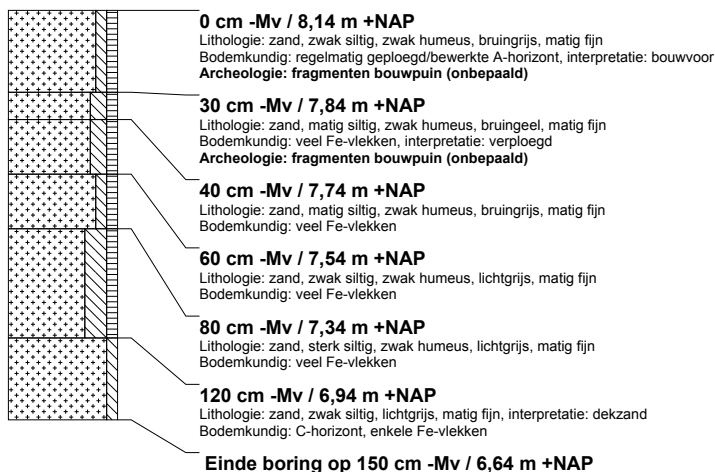 0 cm -Mv / 8,14 m +NAP
Lithologie: zand, zwak siltig, zwak humeus, bruingrijs, matig fijn
Bodemkundig: regelmatig geploegd/bewerkte A-horizont, interpretatie: bouwvoor
Archeologie: fragmenten bouwpuin (onbepaald)
30 cm -Mv / 7,84 m +NAP
Lithologie: zand, matig siltig, zwak humeus, bruingeel, matig fijn
Bodemkundig: veel Fe-vlekken, interpretatie: verploegd
Archeologie: fragmenten bouwpuin (onbepaald)
40 cm -Mv / 7,74 m +NAP
Lithologie: zand, matig siltig, zwak humeus, bruingrijs, matig fijn
Bodemkundig: veel Fe-vlekken
60 cm -Mv / 7,54 m +NAP
Lithologie: zand, zwak siltig, zwak humeus, lichtgrijs, matig fijn
Bodemkundig: veel Fe-vlekken
80 cm -Mv / 7,34 m +NAP
Lithologie: zand, sterk siltig, zwak humeus, lichtgrijs, matig fijn
Bodemkundig: veel Fe-vlekken
120 cm -Mv / 6,94 m +NAP
Lithologie: zand, zwak siltig, lichtgrijs, matig fijn, interpretatie: dekzand
Bodemkundig: C-horizont, enkele Fe-vlekken
Einde boring op 150 cm -Mv / 6,64 m +NAP